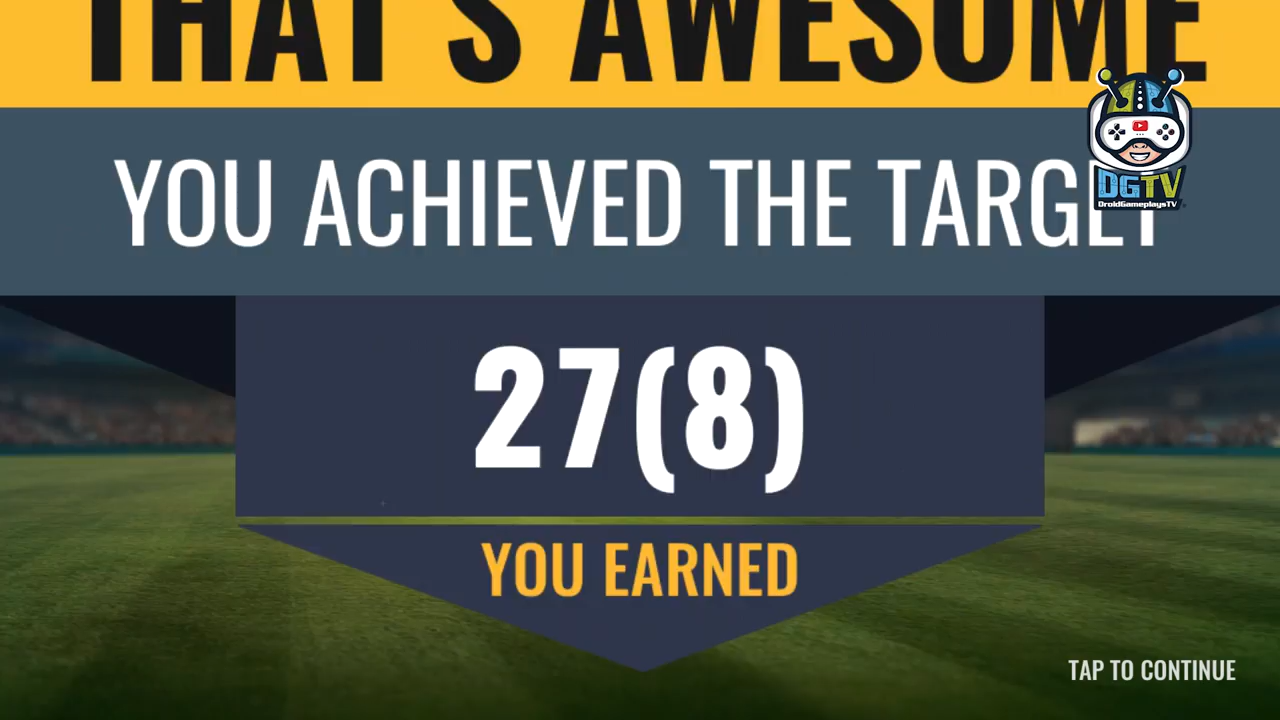 THAT'S AWESOME
YOU ACHIEVED THE TARGET
DGTV
DroidGameplaysTV
27(8)
YOU EARNED
TAP TO CONTINUE